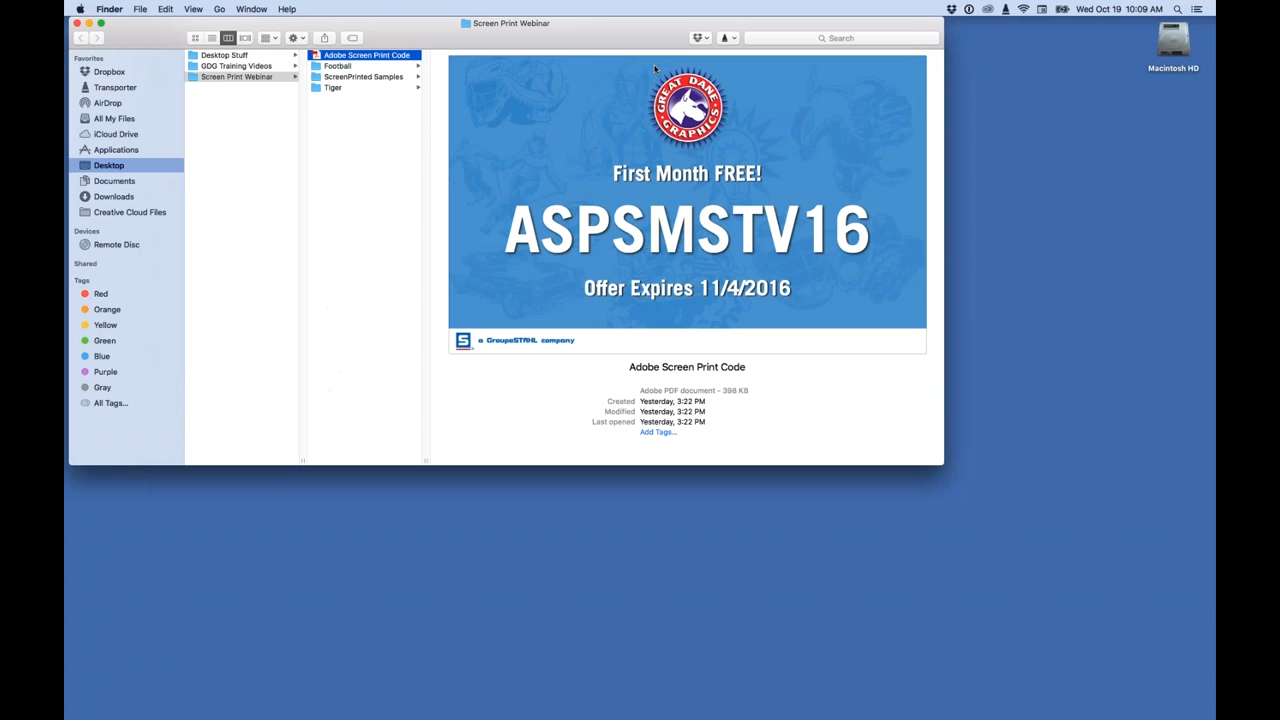 Finder File Edit View Go Window Help
Wed Oct 19 10:09 AM
Screen Print Webinar
Search
Macintosh HD
Favorites
Dropbox
Transporter
AirDrop
All My Files
iCloud Drive
Applications
Desktop
Documents
Downloads
Creative Cloud Files
Devices
Remote Disc
Shared
Tags
Red
Orange
Yellow
Green
Blue
Purple
Gray
All Tags...
Desktop Stuff
GDG Training Videos
Screen Print Webinar
Adobe Screen Print Code
Football
ScreenPrinted Samples
Tiger
GREAT DANE
GRAPHICS
First Month FREE!
ASPSMSTV16
Offer Expires 11/4/2016
S a GroupeSTAHL company
Adobe Screen Print Code
Adobe PDF document - 398 KB
Created Yesterday, 3:22 PM
Modified Yesterday, 3:22 PM
Last opened Yesterday, 3:22 PM
Add Tags...